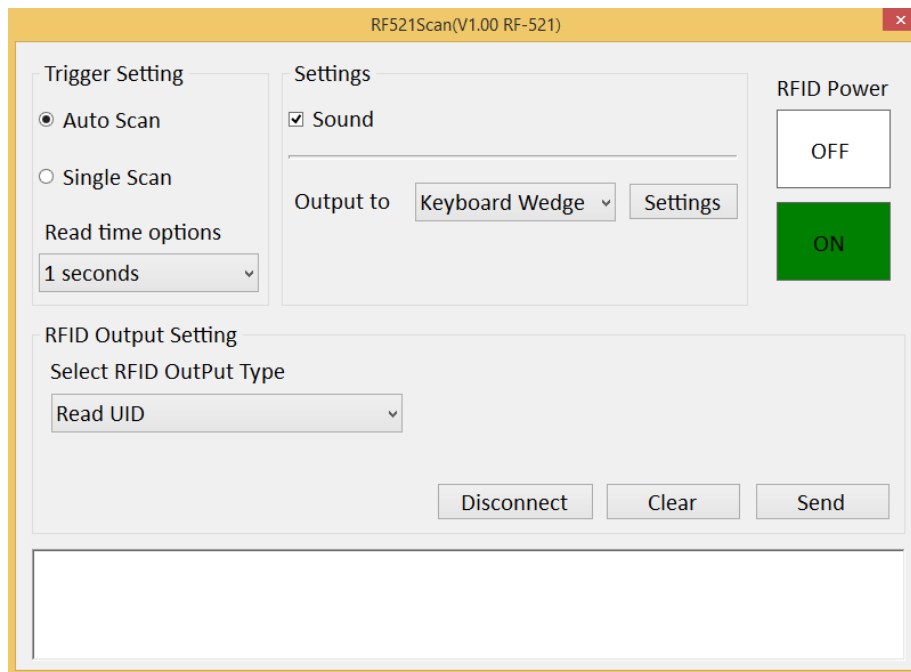 RF521Scan(V1.00 RF-521)
Trigger Setting
Auto Scan
Single Scan
Read time options
1 seconds
Settings
Sound
Output to
Keyboard Wedge
Settings
RFID Power
OFF
ON
RFID Output Setting
Select RFID OutPut Type
Read UID
Disconnect
Clear
Send